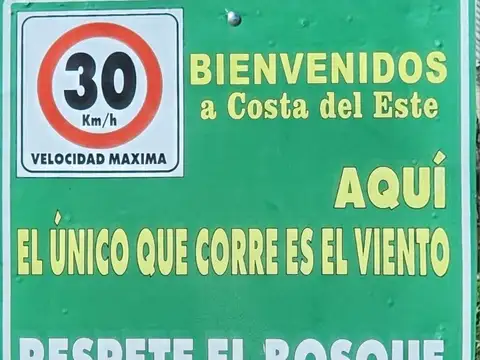 30
Km/h
VELOCIDAD MAXIMA
BIENVENIDOS
a Costa del Este
AQUÍ
EL ÚNICO QUE CORRE ES EL VIENTO
RESPETE EL BOSQUE